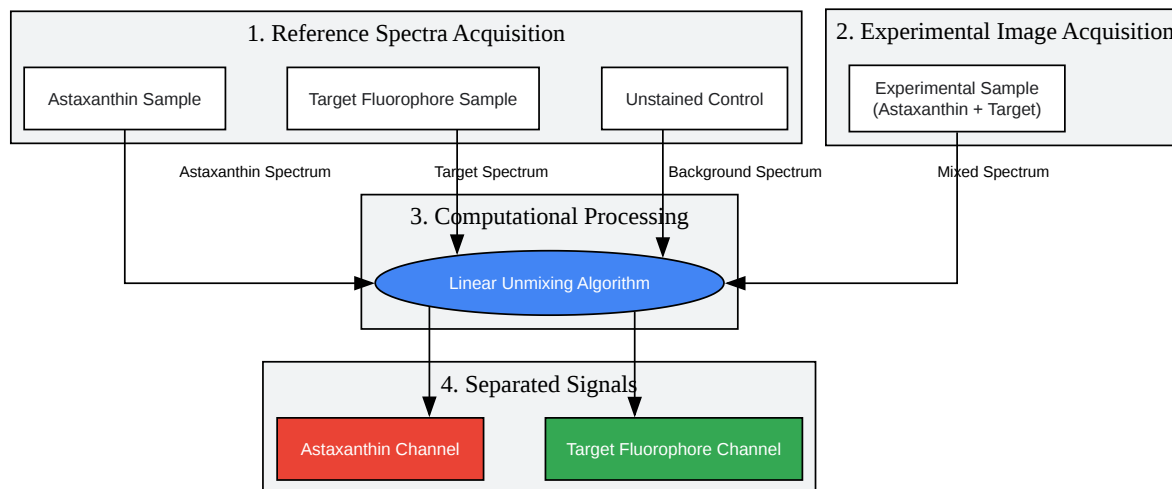 1. Reference Spectra Acquisition
2. Experimental Image Acquisition
Astaxanthin Sample
Target Fluorophore Sample
Unstained Control
Experimental Sample
(Astaxanthin + Target)
Astaxanthin Spectrum
Target Spectrum
Background Spectrum
Mixed Spectrum
3. Computational Processing
Linear Unmixing Algorithm
4. Separated Signals
Astaxanthin Channel
Target Fluorophore Channel